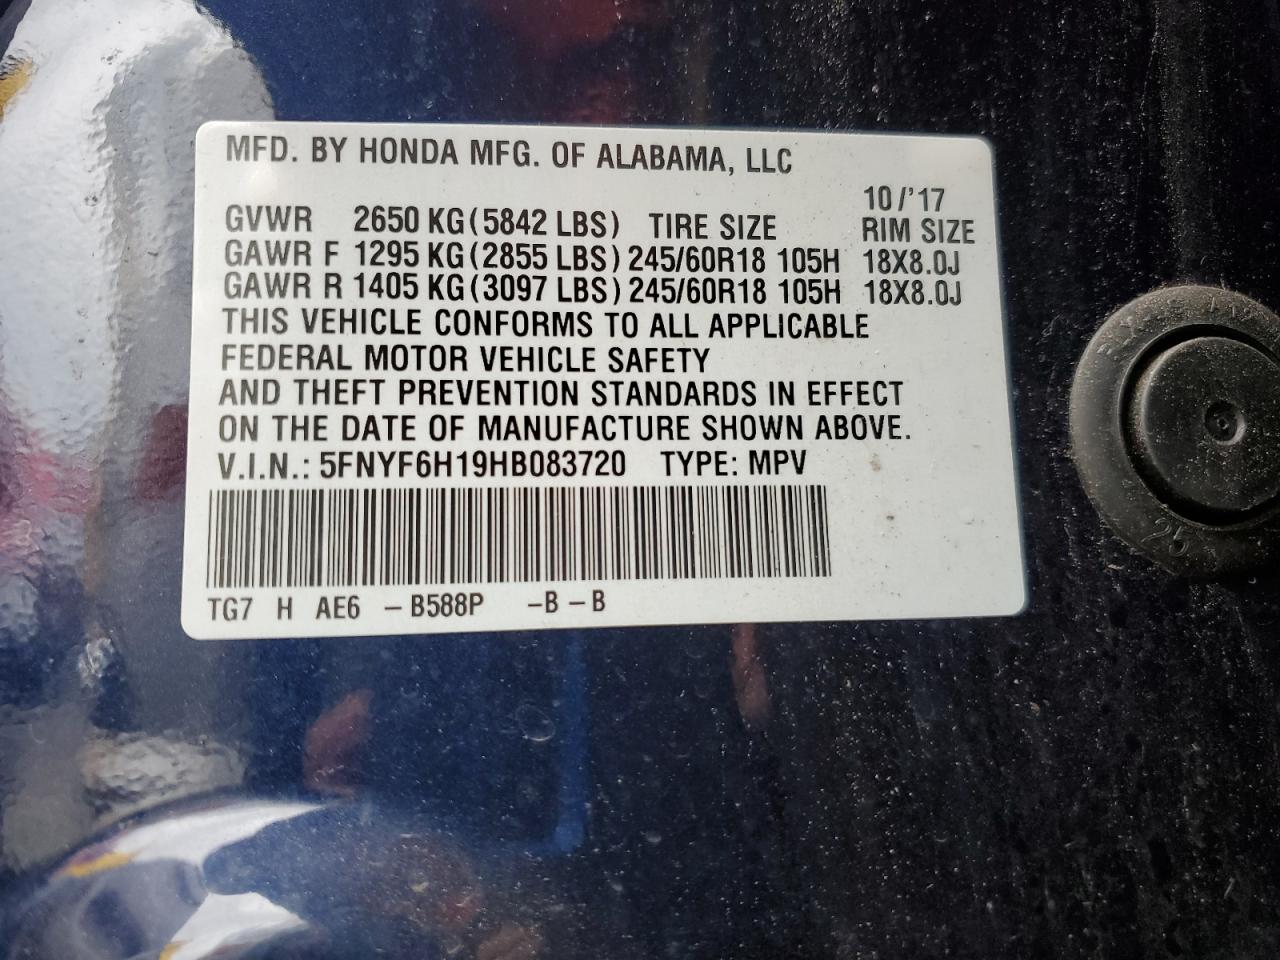 MFD. BY HONDA MFG. OF ALABAMA, LLC
10/'17
GVWR 2650 KG(5842 LBS) TIRE SIZE RIM SIZE
GAWR F 1295 KG(2855 LBS) 245/60R18 105H 18X8.0J
GAWR R 1405 KG(3097 LBS) 245/60R18 105H 18X8.0J
THIS VEHICLE CONFORMS TO ALL APPLICABLE
FEDERAL MOTOR VEHICLE SAFETY
AND THEFT PREVENTION STANDARDS IN EFFECT
ON THE DATE OF MANUFACTURE SHOWN ABOVE.
V.I.N.: 5FNYF6H19HB083720 TYPE: MPV
TG7 H AE6 -B588P -B-B